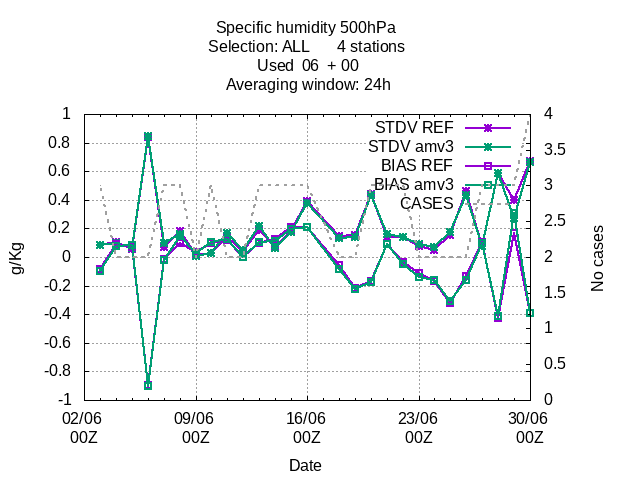 Specific humidity 500hPa
Selection: ALL      4 stations
Used  06  + 00
Averaging window: 24h
g/Kg
1
0.8
0.6
0.4
0.2
0
-0.2
-0.4
-0.6
-0.8
-1
STDV REF
STDV amv3
BIAS REF
BIAS amv3
CASES
4
3.5
3
2.5
2
1.5
1
0.5
0
No cases
02/06 09/06 16/06 23/06 30/06
00Z 00Z 00Z 00Z 00Z
Date